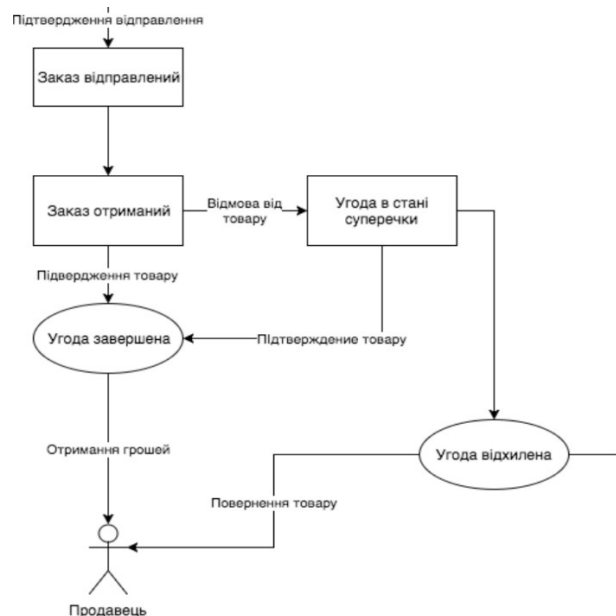 Підтвердження відправлення
Заказ відправлений
Заказ отриманий
Відмова від
товару
Угода в стані
суперечки
Підвердження товару
Угода завершена
ПІдтверждение товару
Отримання грошей
Угода відхилена
Повернення товару
Продавець